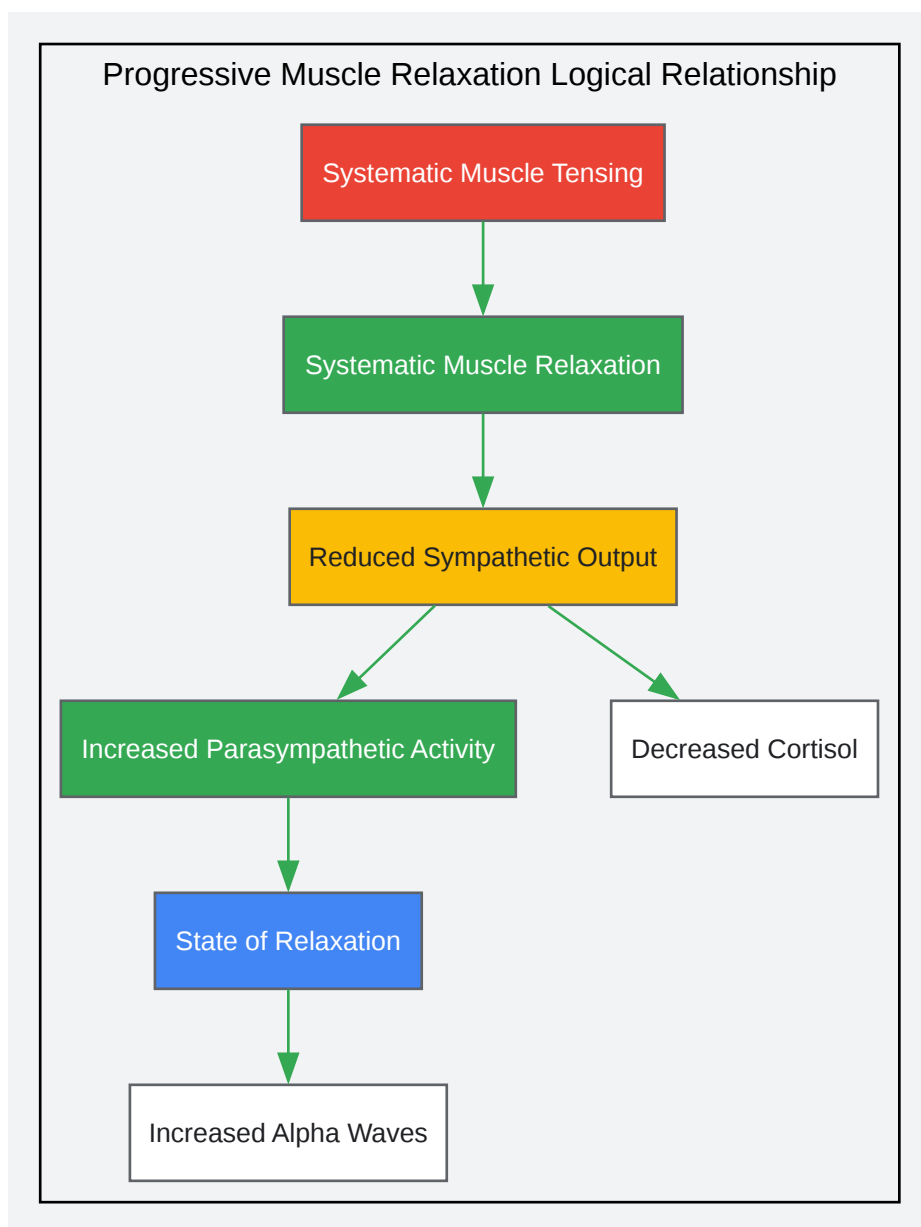 Progressive Muscle Relaxation Logical Relationship
Systematic Muscle Tensing
Systematic Muscle Relaxation
Reduced Sympathetic Output
Increased Parasympathetic Activity
Decreased Cortisol
State of Relaxation
Increased Alpha Waves